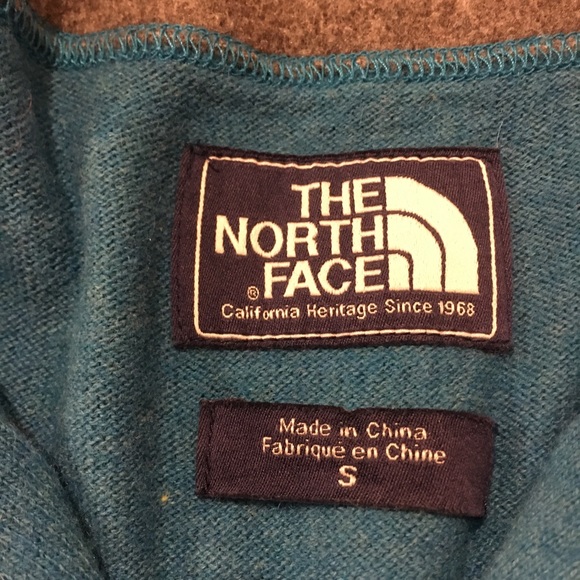 THE
NORTH
FACE
® California Heritage Since 1968
Made in China
Fabriqué en Chine
S